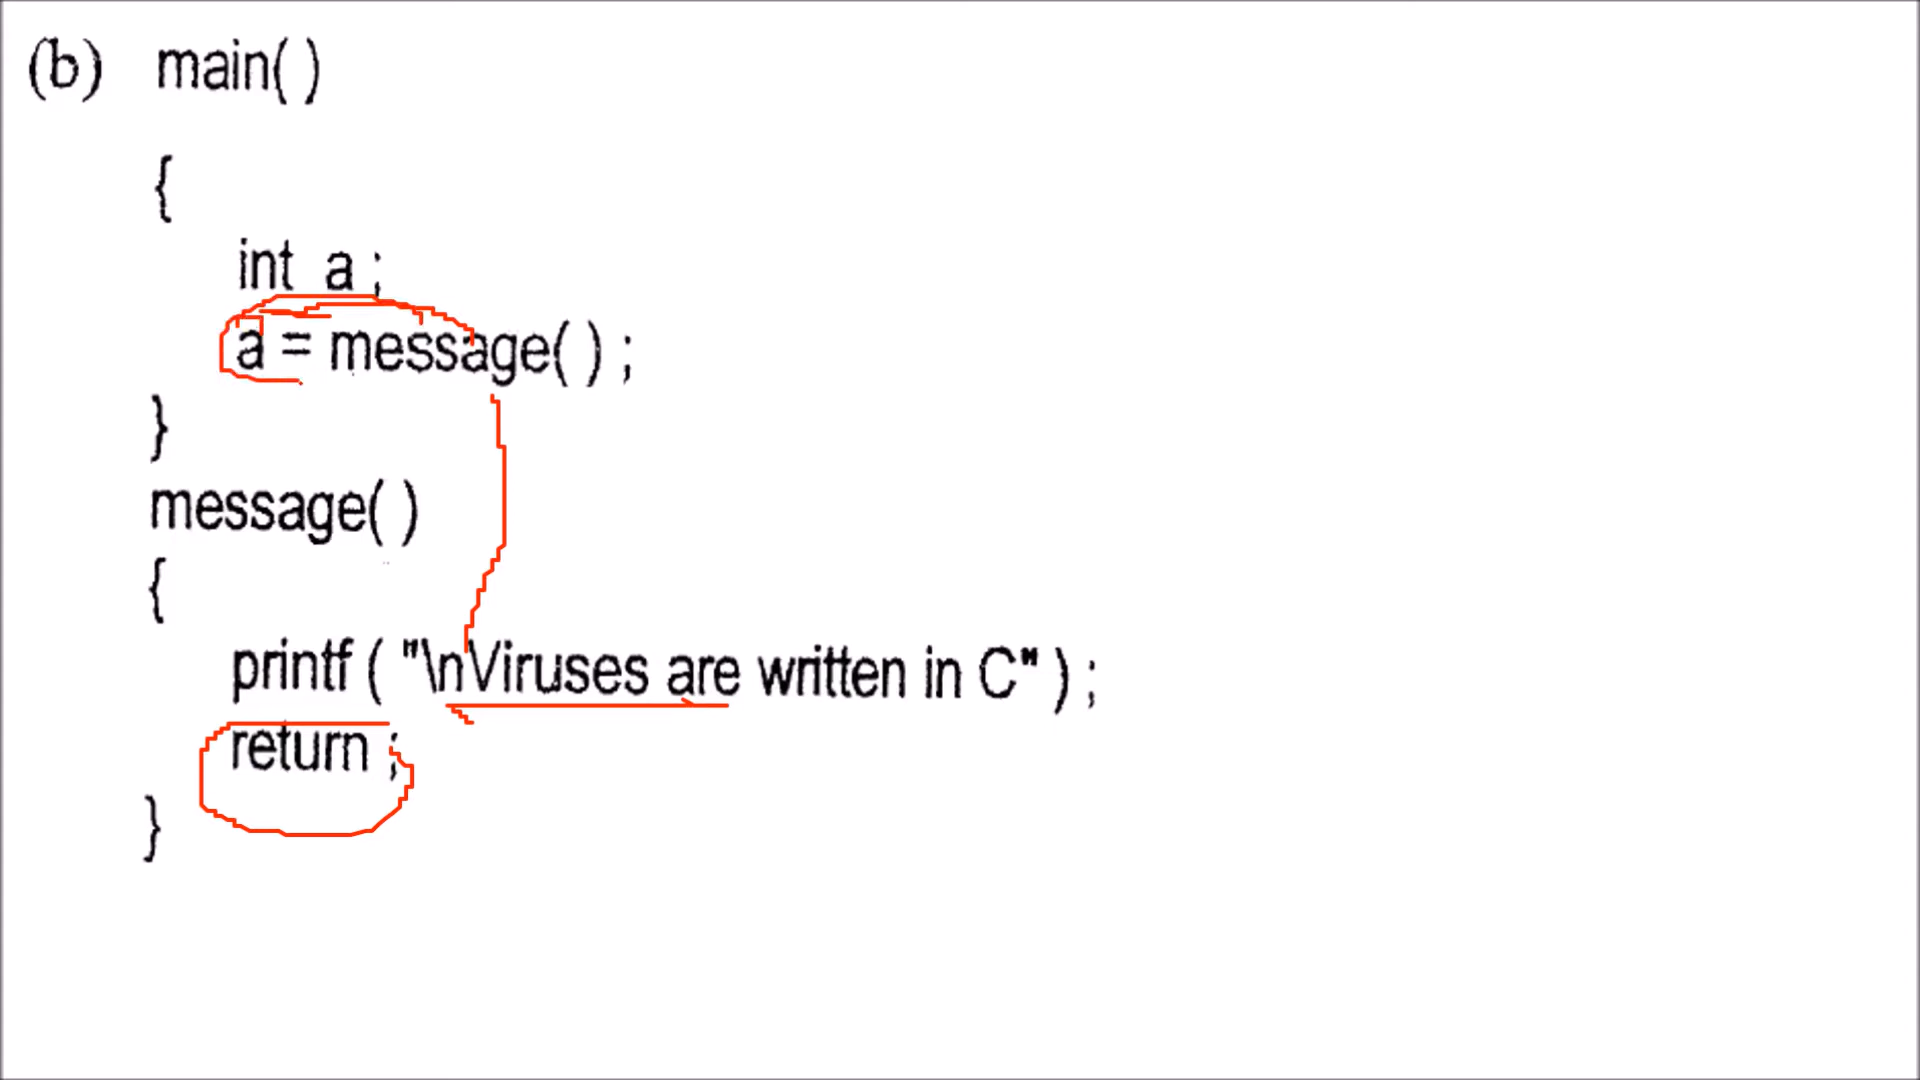 (b) main( )
{
int a ;
a = message( ) ;
}
message( )
{
printf ( "\nViruses are written in C" ) ;
return ;
}